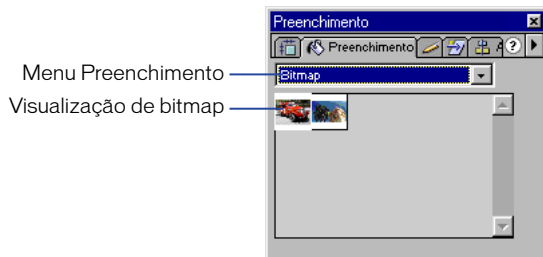 Preenchimento
Preenchimento A ?
Menu Preenchimento
Bitmap
Visualização de bitmap